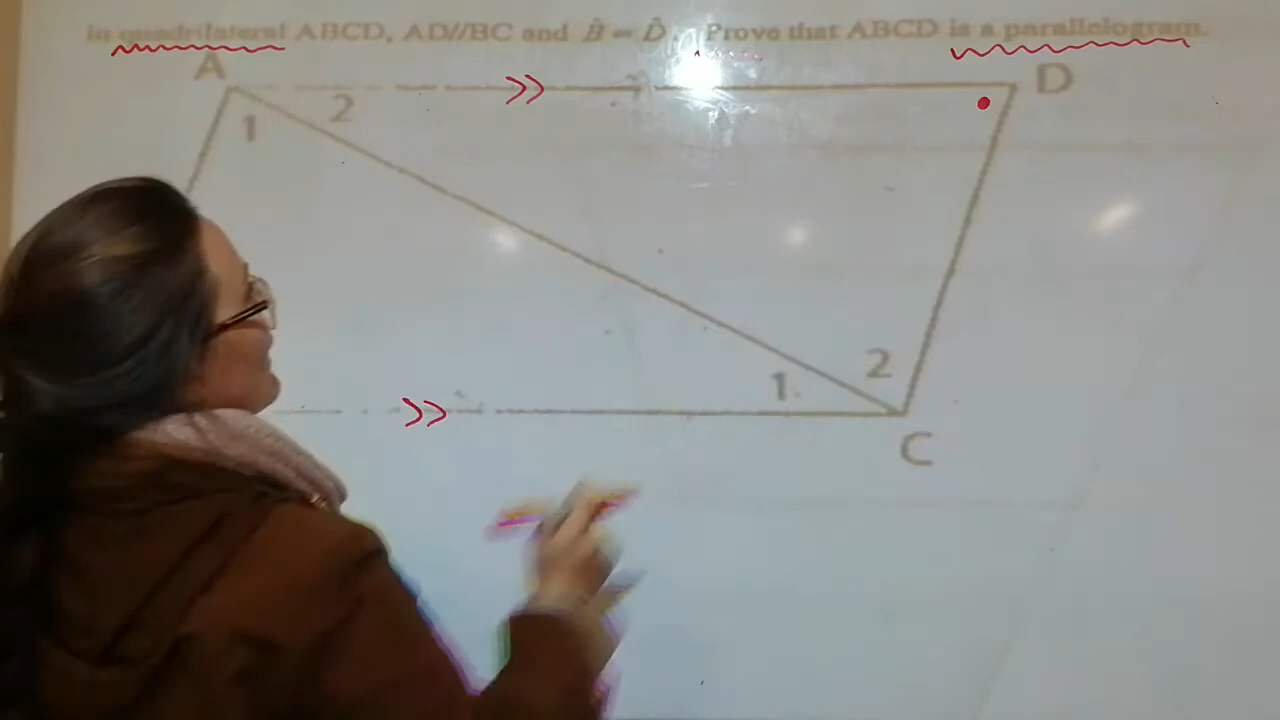 In quadrilateral ABCD, AD//BC and B̂ = D̂. Prove that ABCD is a parallelogram.
A D
1 2
1 2
C